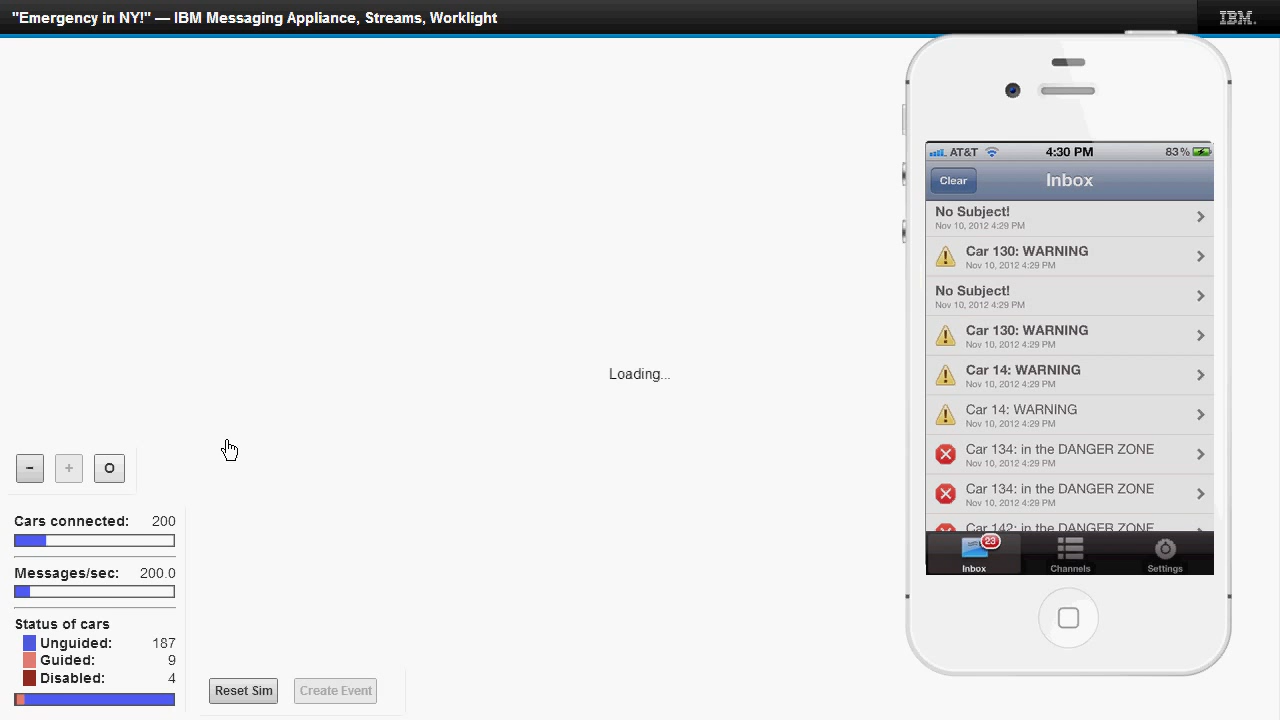 "Emergency in NY!" — IBM Messaging Appliance, Streams, Worklight
IBM.
AT&T 4:30 PM 83%
Clear Inbox
No Subject!
Nov 10, 2012 4:29 PM
Car 130: WARNING
Nov 10, 2012 4:29 PM
No Subject!
Nov 10, 2012 4:29 PM
Car 130: WARNING
Nov 10, 2012 4:29 PM
Car 14: WARNING
Nov 10, 2012 4:29 PM
Car 14: WARNING
Nov 10, 2012 4:29 PM
Car 134: in the DANGER ZONE
Nov 10, 2012 4:29 PM
Car 134: in the DANGER ZONE
Nov 10, 2012 4:29 PM
Car 142: in the DANGER ZONE
23
Inbox Channels Settings
Loading...
- + O
Cars connected: 200
Messages/sec: 200.0
Status of cars
Unguided: 187
Guided: 9
Disabled: 4
Reset Sim Create Event